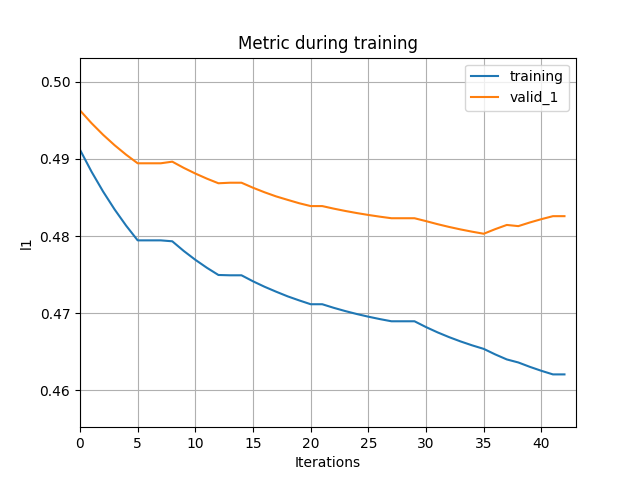 Metric during training
training
valid_1
0.50
0.49
0.48
0.47
0.46
l1
0 5 10 15 20 25 30 35 40
Iterations